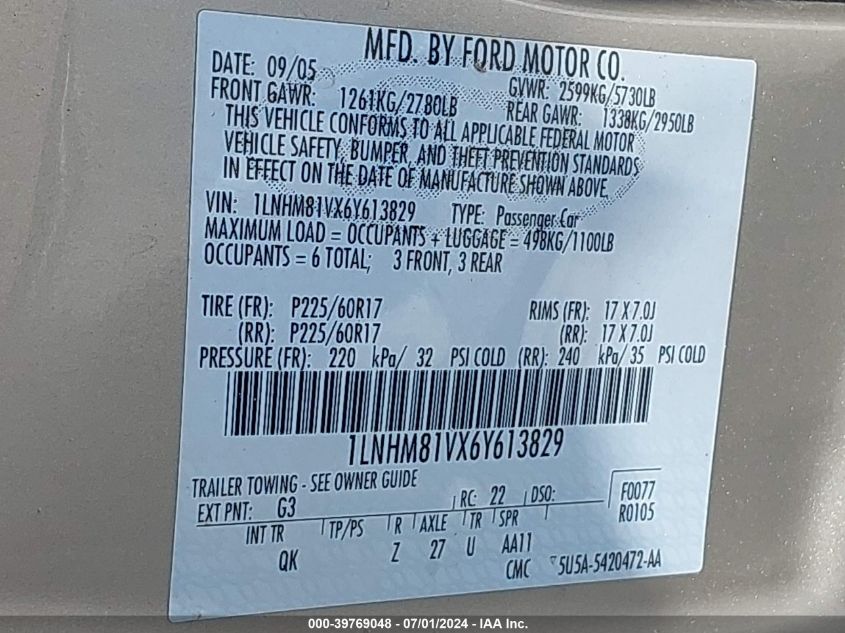 MFD. BY FORD MOTOR CO.
DATE: 09/05 GVWR: 2599KG/5730LB
FRONT GAWR: 1261KG/2780LB REAR GAWR: 1338KG/2950LB
THIS VEHICLE CONFORMS TO ALL APPLICABLE FEDERAL MOTOR
VEHICLE SAFETY, BUMPER, AND THEFT PREVENTION STANDARDS
IN EFFECT ON THE DATE OF MANUFACTURE SHOWN ABOVE.
VIN: 1LNHM81VX6Y613829 TYPE: Passenger Car
MAXIMUM LOAD = OCCUPANTS + LUGGAGE = 498KG/1100LB
OCCUPANTS = 6 TOTAL; 3 FRONT, 3 REAR
TIRE (FR): P225/60R17 RIMS (FR): 17 X 7.0J
(RR): P225/60R17 (RR): 17 X 7.0J
PRESSURE (FR): 220 kPa/ 32 PSI COLD (RR): 240 kPa/ 35 PSI COLD
1LNHM81VX6Y613829
TRAILER TOWING - SEE OWNER GUIDE
EXT PNT: G3 RC: 22 DSO: F0077
R0105
INT TR TP/PS R AXLE TR SPR
QK Z 27 U AA11
CMC 5U5A-5420472-AA
000-39769048 - 07/01/2024 - IAA Inc.